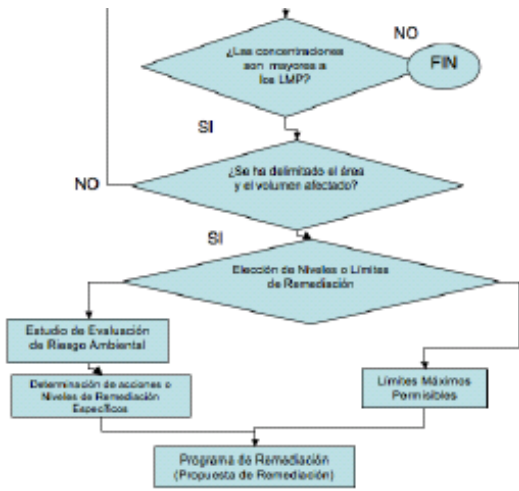 ¿Las concentraciones
son mayores a
los LMP?
NO
FIN
SI
¿Se ha delimitado el área
y el volumen afectado?
NO
SI
Elección de Niveles o Límites
de Remediación
Estudio de Evaluación
de Riesgo Ambiental
Determinación de acciones o
Niveles de Remediación
Específicos
Límites Máximos
Permisibles
Programa de Remediación
(Propuesta de Remediación)